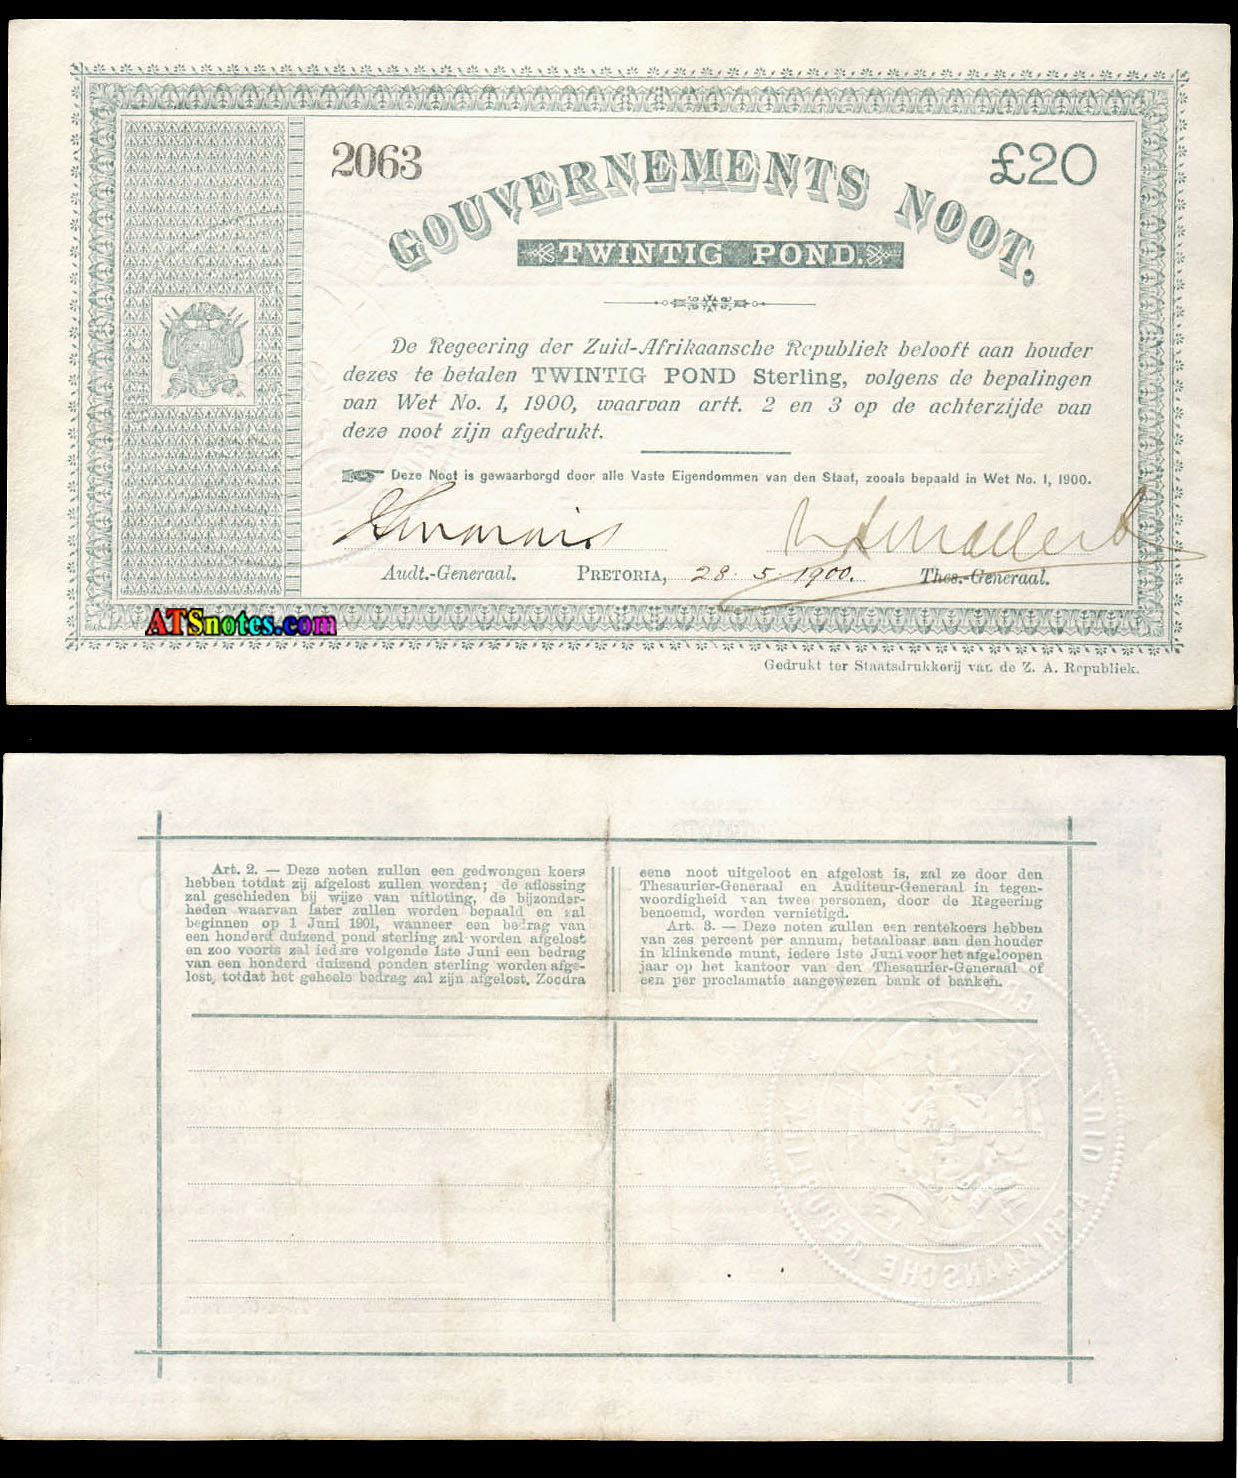 2063
£20
GOUVERNEMENTS NOOT.
TWINTIG POND.
De Regeering der Zuid-Afrikaansche Republiek belooft aan houder
dezes te betalen TWINTIG POND Sterling, volgens de bepalingen
van Wet No. 1, 1900, waarvan artt. 2 en 3 op de achterzijde van
deze noot zijn afgedrukt.
Deze Noot is gewaarborgd door alle Vaste Eigendommen van den Staat, zooals bepaald in Wet No. 1, 1900.
Audt.-Generaal.
PRETORIA, 28. 5. 1900.
Thes.-Generaal.
ATSnotes.com
Gedrukt ter Staatsdrukkerij van de Z. A. Republiek.
Art. 2. — Deze noten zullen een gedwongen koers
hebben totdat zij afgelost zullen worden; de aflossing
zal geschieden bij wijze van uitloting, de bijzonder-
heden waarvan later zullen worden bepaald en zal
beginnen op 1 Juni 1901, wanneer een bedrag van
een honderd duizend pond sterling zal worden afgelost
en zoo voorts zal iedere volgende 1ste Juni een bedrag
van een honderd duizend ponden sterling worden afge-
lost, totdat het geheele bedrag zal zijn afgelost. Zoodra
eene noot uitgeloot en afgelost is, zal ze door den
Thesaurier-Generaal en Auditeur-Generaal in tegen-
woordigheid van twee personen, door de Regeering
benoemd, worden vernietigd.
Art. 3. — Deze noten zullen een rentekoers hebben
van zes percent per annum, betaalbaar aan den houder
in klinkende munt, iedere 1ste Juni voor het afgeloopen
jaar op het kantoor van den Thesaurier-Generaal of
een per proclamatie aangewezen bank of banken.
ZUID AFRIKAANSCHE REPUBLIEK